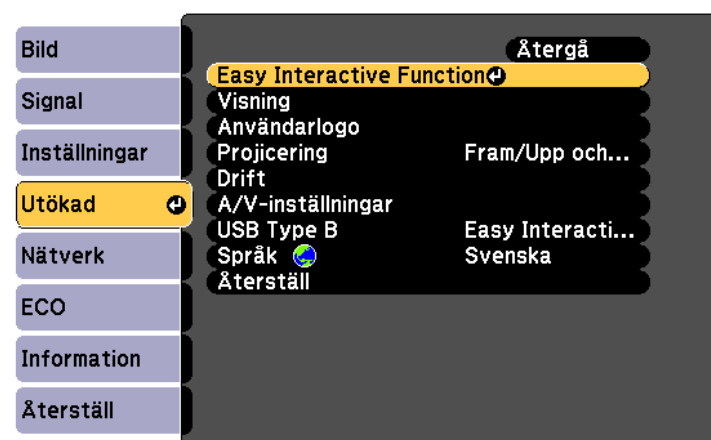 Bild
Signal
Inställningar
Utökad
Nätverk
ECO
Information
Återställ
Återgå
Easy Interactive Function
Visning
Användarlogo
Projicering Fram/Upp och...
Drift
A/V-inställningar
USB Type B Easy Interacti...
Språk Svenska
Återställ